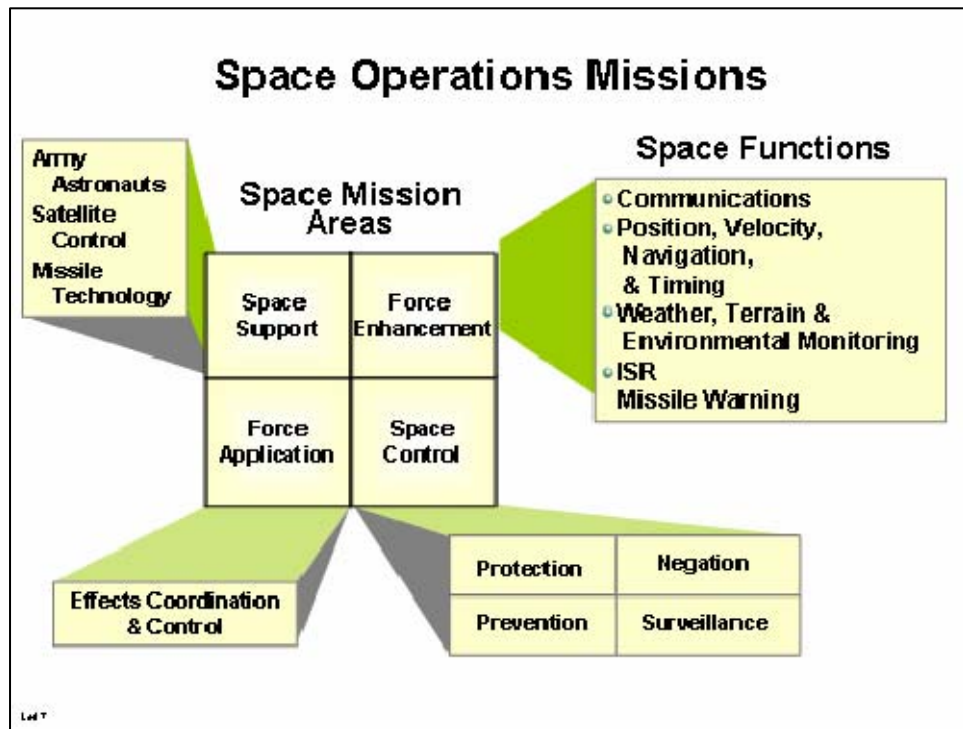 Space Operations Missions
Army
Astronauts
Satellite
Control
Missile
Technology
Space Mission
Areas
Space
Support
Force
Enhancement
Force
Application
Space
Control
Space Functions
Communications
Position, Velocity,
Navigation,
& Timing
Weather, Terrain &
Environmental Monitoring
ISR
Missile Warning
Effects Coordination
& Control
Protection
Negation
Prevention
Surveillance